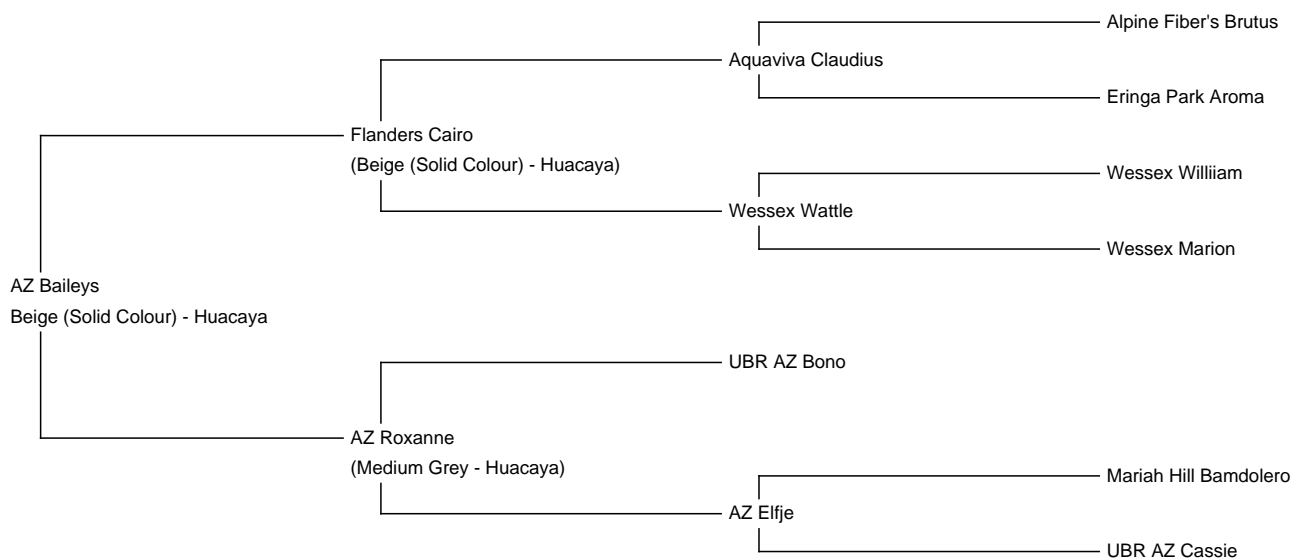 Alpine Fiber's Brutus
Aquaviva Claudius
Eringa Park Aroma
Flanders Cairo
(Beige (Solid Colour) - Huacaya)
Wessex Williiam
Wessex Wattle
Wessex Marion
AZ Baileys
Beige (Solid Colour) - Huacaya
UBR AZ Bono
AZ Roxanne
(Medium Grey - Huacaya)
Mariah Hill Bamdolero
AZ Elfje
UBR AZ Cassie